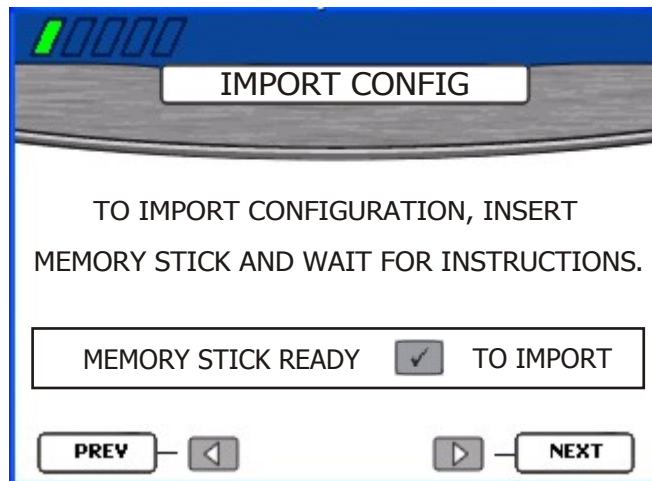 IMPORT CONFIG
TO IMPORT CONFIGURATION, INSERT
MEMORY STICK AND WAIT FOR INSTRUCTIONS.
MEMORY STICK READY ✓ TO IMPORT
PREV NEXT